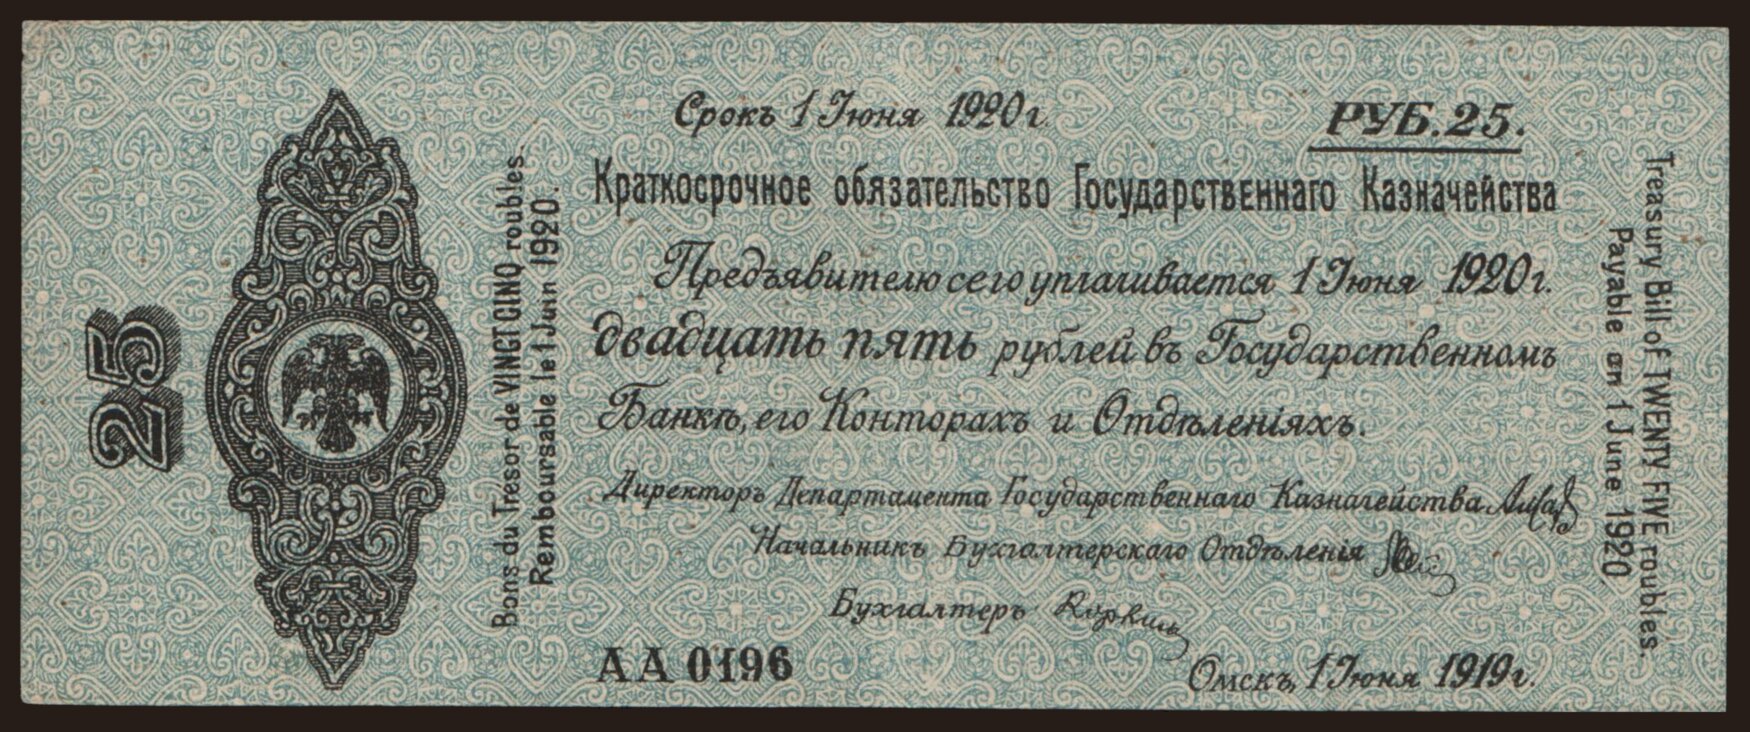 25
Bons du Trésor de VINGT CINQ roubles.
Remboursable le 1 Juin 1920.
Срокъ 1 Іюня 1920 г.
РУБ. 25.
Краткосрочное обязательство Государственнаго Казначейства
Предъявителю сего уплачивается 1 Іюня 1920 г.
двадцать пять рублей въ Государственномъ
Банкѣ, его Конторахъ и Отдѣленіяхъ.
Директоръ Департамента Государственнаго Казначейства
Начальникъ Бухгалтерскаго Отдѣленія
Бухгалтеръ
АА 0196
Омскъ, 1 Іюня 1919 г.
Treasury Bill of TWENTY FIVE roubles.
Payable on 1 June 1920